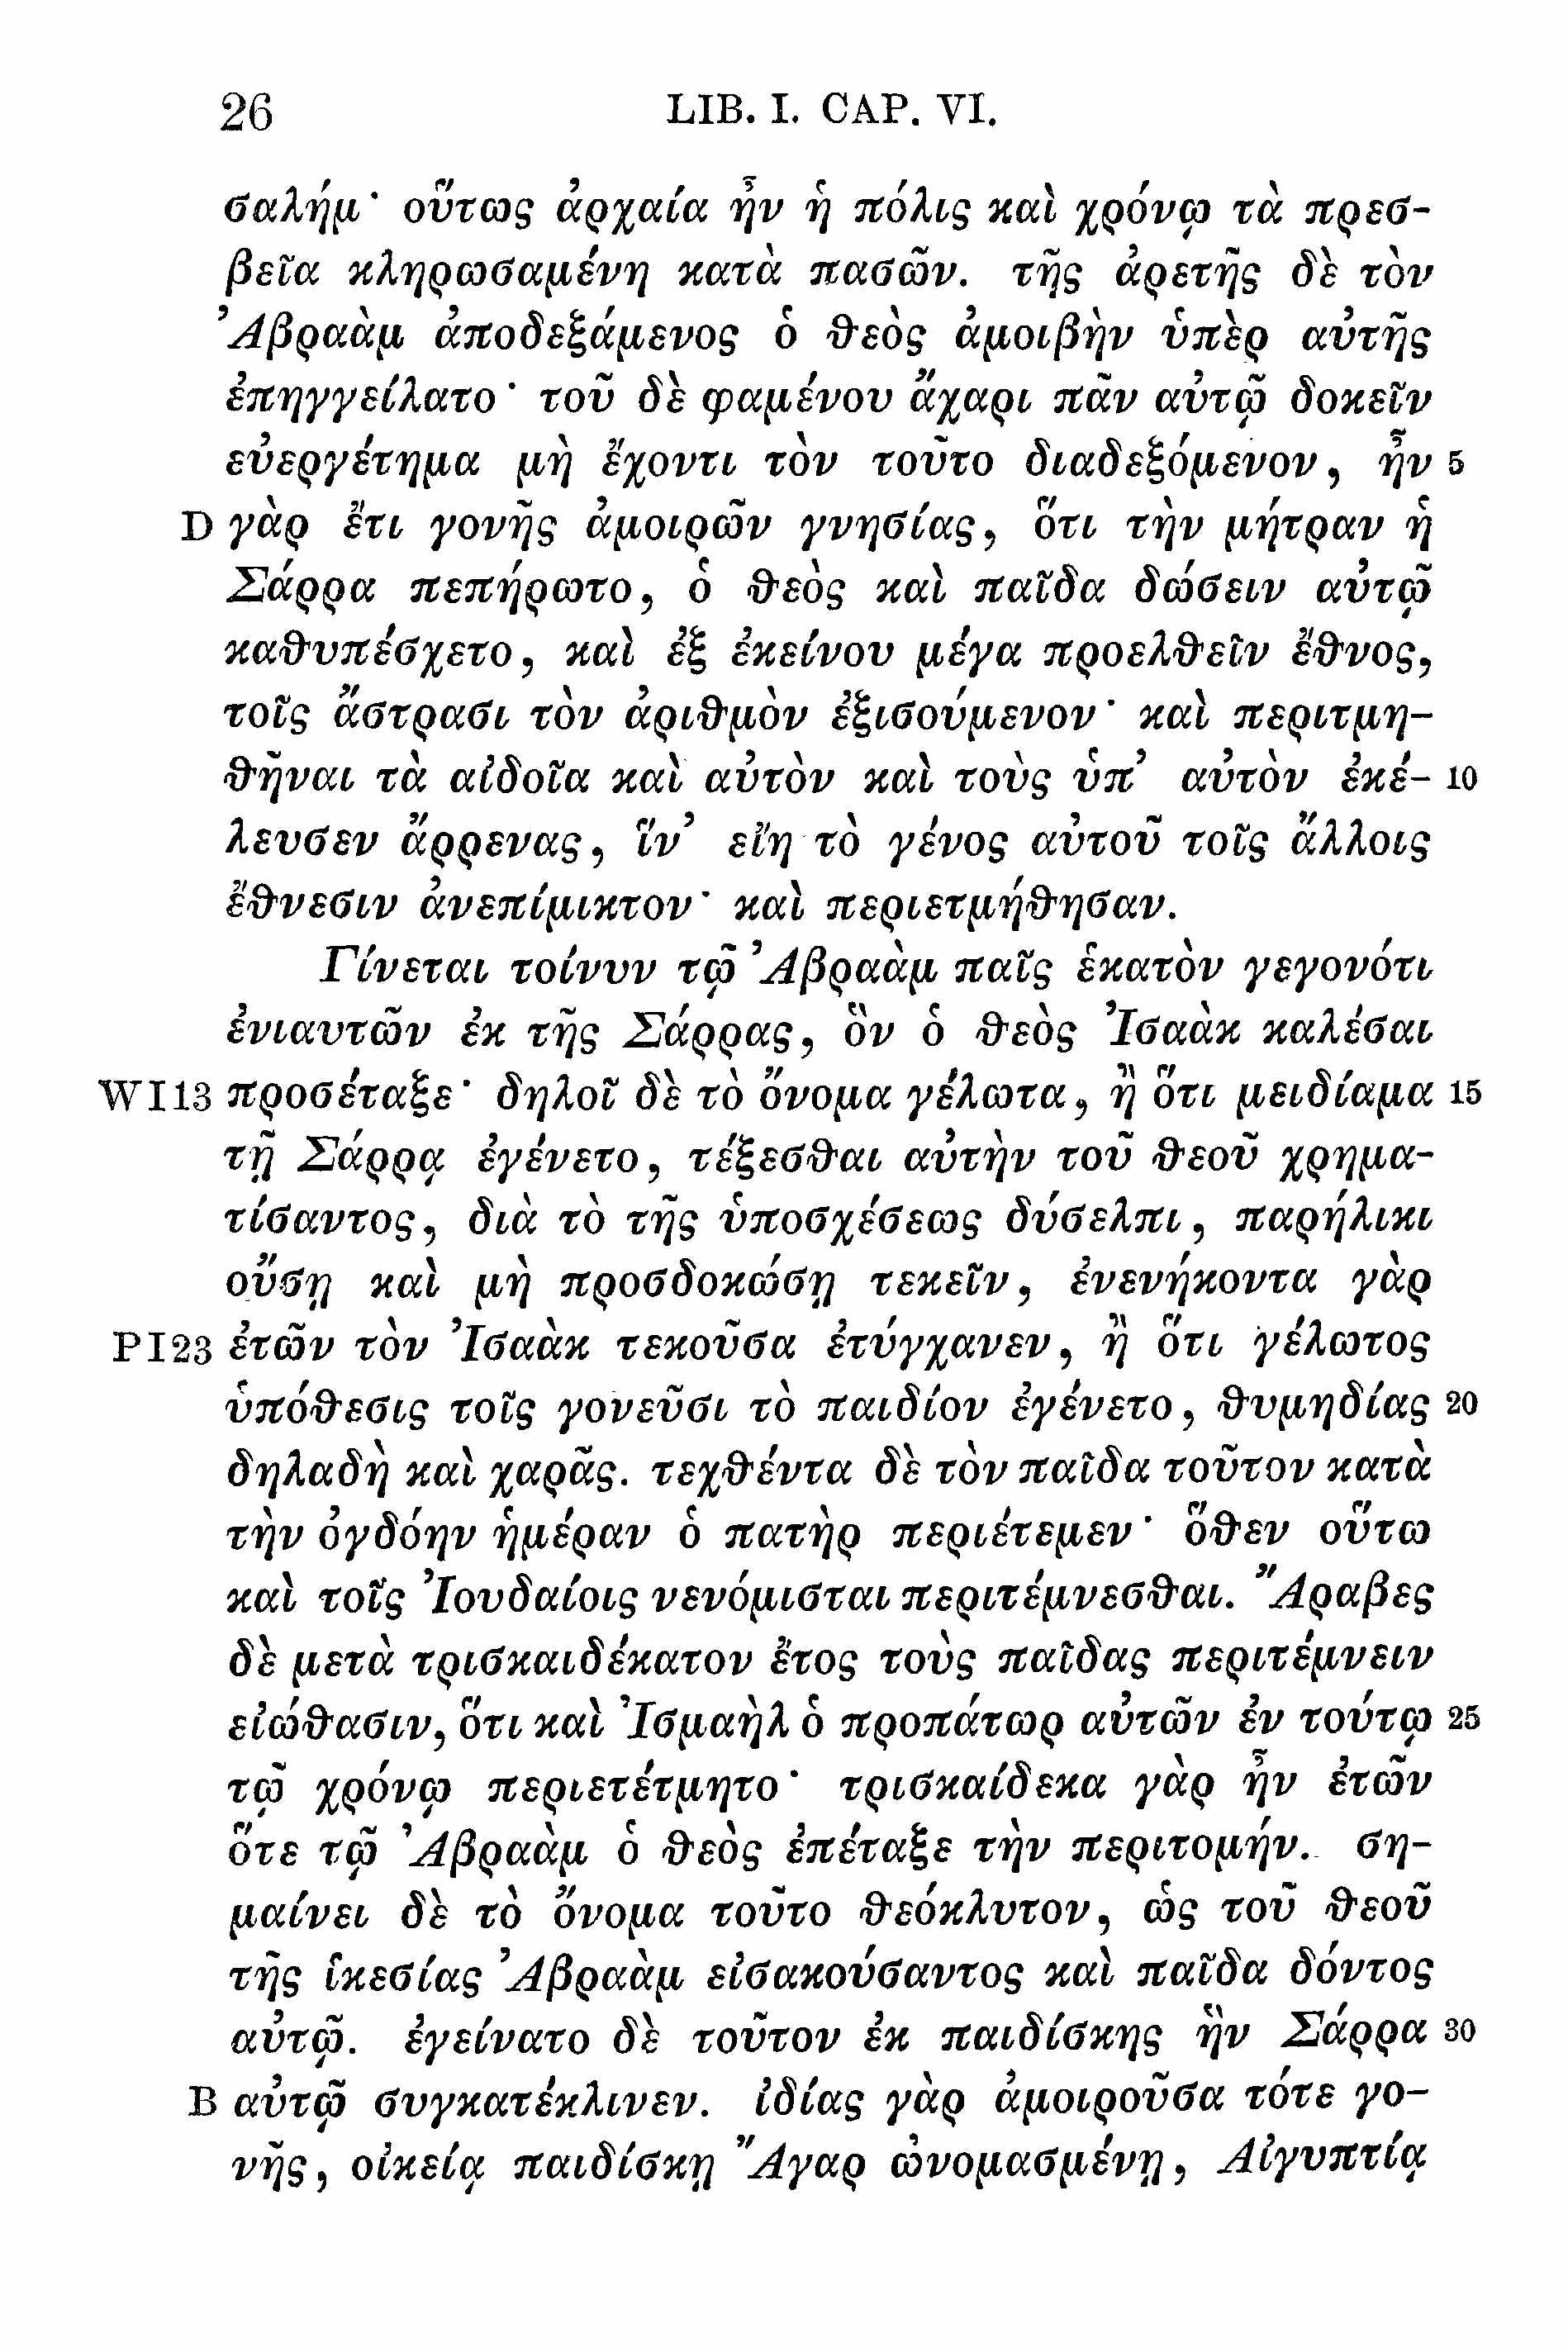 26 LIB. I. CAP. VI.
σαλήμ· οὕτως ἀρχαία ἦν ἡ πόλις καὶ χρόνῳ τὰ πρεσ-
βεῖα κληρωσαμένη κατὰ πασῶν. τῆς ἀρετῆς δὲ τὸν
Ἀβραὰμ ἀποδεξάμενος ὁ θεὸς ἀμοιβὴν ὑπὲρ αὐτῆς
ἐπηγγείλατο· τοῦ δὲ φαμένου ἄχαρι πᾶν αὐτῷ δοκεῖν
εὐεργέτημα μὴ ἔχοντι τὸν τοῦτο διαδεξόμενον, ἦν 5
D γὰρ ἔτι γονῆς ἀμοιρῶν γνησίας, ὅτι τὴν μήτραν ἡ
Σάρρα πεπήρωτο, ὁ θεὸς καὶ παῖδα δώσειν αὐτῷ
καθυπέσχετο, καὶ ἐξ ἐκείνου μέγα προελθεῖν ἔθνος,
τοῖς ἄστρασι τὸν ἀριθμὸν ἐξισούμενον· καὶ περιτμη-
θῆναι τὰ αἰδοῖα καὶ αὐτὸν καὶ τοὺς ὑπ’ αὐτὸν ἐκέ- 10
λευσεν ἄρρενας, ἵν’ εἴη τὸ γένος αὐτοῦ τοῖς ἄλλοις
ἔθνεσιν ἀνεπίμικτον· καὶ περιετμήθησαν.
Γίνεται τοίνυν τῷ Ἀβραὰμ παῖς ἑκατὸν γεγονότι
ἐνιαυτῶν ἐκ τῆς Σάρρας, ὃν ὁ θεὸς Ἰσαὰκ καλέσαι
W I 13 προσέταξε· δηλοῖ δὲ τὸ ὄνομα γέλωτα, ἢ ὅτι μειδίαμα 15
τῇ Σάρρᾳ ἐγένετο, τέξεσθαι αὐτὴν τοῦ θεοῦ χρημα-
τίσαντος, διὰ τὸ τῆς ὑποσχέσεως δύσελπι, παρήλικι
οὔσῃ καὶ μὴ προσδοκώσῃ τεκεῖν, ἐνενήκοντα γὰρ
P I 23 ἐτῶν τὸν Ἰσαὰκ τεκοῦσα ἐτύγχανεν, ἢ ὅτι γέλωτος
ὑπόθεσις τοῖς γονεῦσι τὸ παιδίον ἐγένετο, θυμηδίας 20
δηλαδὴ καὶ χαρᾶς. τεχθέντα δὲ τὸν παῖδα τοῦτον κατὰ
τὴν ὀγδόην ἡμέραν ὁ πατὴρ περιέτεμεν· ὅθεν οὕτω
καὶ τοῖς Ἰουδαίοις νενόμισται περιτέμνεσθαι. Ἄραβες
δὲ μετὰ τρισκαιδέκατον ἔτος τοὺς παῖδας περιτέμνειν
εἰώθασιν, ὅτι καὶ Ἰσμαὴλ ὁ προπάτωρ αὐτῶν ἐν τούτῳ 25
τῷ χρόνῳ περιετέτμητο· τρισκαίδεκα γὰρ ἦν ἐτῶν
ὅτε τῷ Ἀβραὰμ ὁ θεὸς ἐπέταξε τὴν περιτομήν. ση-
μαίνει δὲ τὸ ὄνομα τοῦτο θεόκλυτον, ὡς τοῦ θεοῦ
τῆς ἱκεσίας Ἀβραὰμ εἰσακούσαντος καὶ παῖδα δόντος
αὐτῷ. ἐγείνατο δὲ τοῦτον ἐκ παιδίσκης ἣν Σάρρα 30
B αὐτῷ συγκατέκλινεν. ἰδίας γὰρ ἀμοιροῦσα τότε γο-
νῆς, οἰκείᾳ παιδίσκῃ Ἄγαρ ὠνομασμένῃ, Αἰγυπτίᾳ